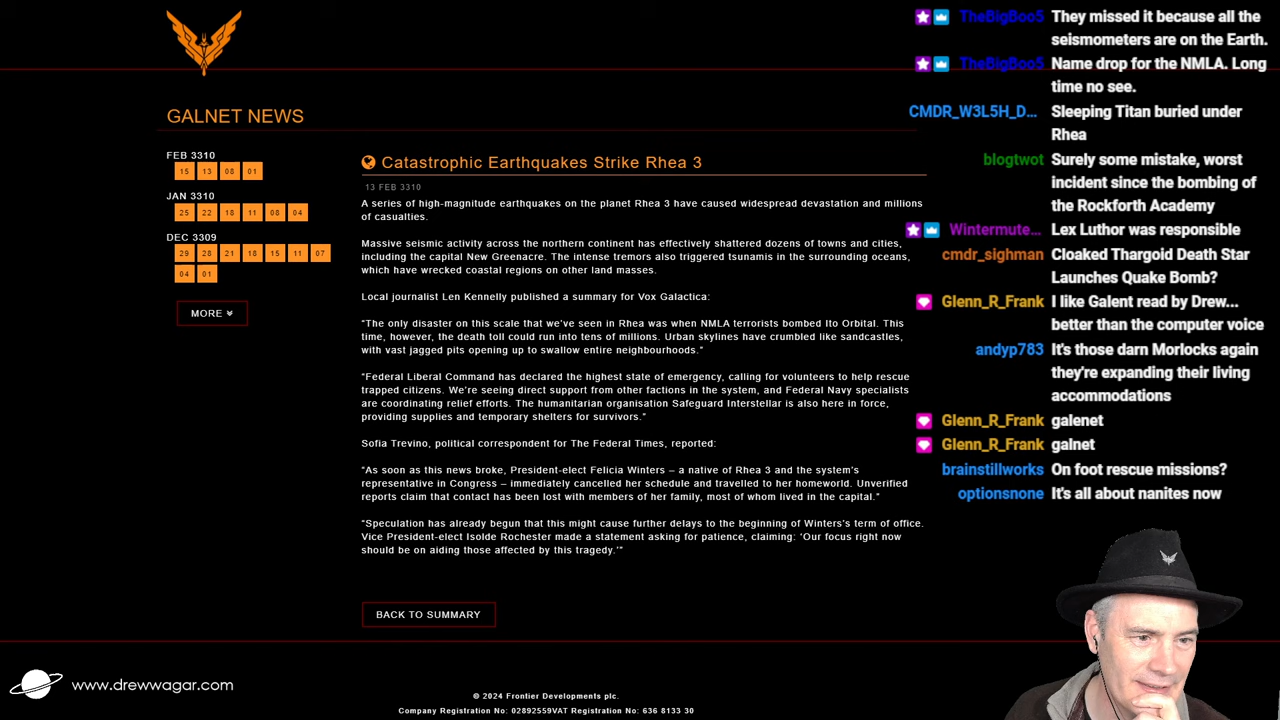 GALNET NEWS
FEB 3310
15 13 08 01
JAN 3310
25 22 18 11 08 04
DEC 3309
29 28 21 18 15 11 07
04 01
MORE
Catastrophic Earthquakes Strike Rhea 3
13 FEB 3310
A series of high-magnitude earthquakes on the planet Rhea 3 have caused widespread devastation and millions
of casualties.
Massive seismic activity across the northern continent has effectively shattered dozens of towns and cities,
including the capital New Greenacre. The intense tremors also triggered tsunamis in the surrounding oceans,
which have wrecked coastal regions on other land masses.
Local journalist Len Kennelly published a summary for Vox Galactica:
“The only disaster on this scale that we’ve seen in Rhea was when NMLA terrorists bombed Ito Orbital. This
time, however, the death toll could run into tens of millions. Urban skylines have crumbled like sandcastles,
with vast jagged pits opening up to swallow entire neighbourhoods.”
“Federal Liberal Command has declared the highest state of emergency, calling for volunteers to help rescue
trapped citizens. We’re seeing direct support from other factions in the system, and Federal Navy specialists
are coordinating relief efforts. The humanitarian organisation Safeguard Interstellar is also here in force,
providing supplies and temporary shelters for survivors.”
Sofia Trevino, political correspondent for The Federal Times, reported:
“As soon as this news broke, President-elect Felicia Winters – a native of Rhea 3 and the system’s
representative in Congress – immediately cancelled her schedule and travelled to her homeworld. Unverified
reports claim that contact has been lost with members of her family, most of whom lived in the capital.”
“Speculation has already begun that this might cause further delays to the beginning of Winters’s term of office.
Vice President-elect Isolde Rochester made a statement asking for patience, claiming: ‘Our focus right now
should be on aiding those affected by this tragedy.’”
BACK TO SUMMARY
www.drewwagar.com
© 2024 Frontier Developments plc.
Company Registration No: 02892559VAT Registration No: 636 8133 30
TheBigBoo5 They missed it because all the
seismometers are on the Earth.
TheBigBoo5 Name drop for the NMLA. Long
time no see.
CMDR_W3L5H_D... Sleeping Titan buried under
Rhea
blogtwot Surely some mistake, worst
incident since the bombing of
the Rockforth Academy
Wintermute... Lex Luthor was responsible
cmdr_sighman Cloaked Thargoid Death Star
Launches Quake Bomb?
Glenn_R_Frank I like Galent read by Drew...
better than the computer voice
andyp783 It's those darn Morlocks again
they're expanding their living
accommodations
Glenn_R_Frank galenet
Glenn_R_Frank galnet
brainstillworks On foot rescue missions?
optionsnone It's all about nanites now